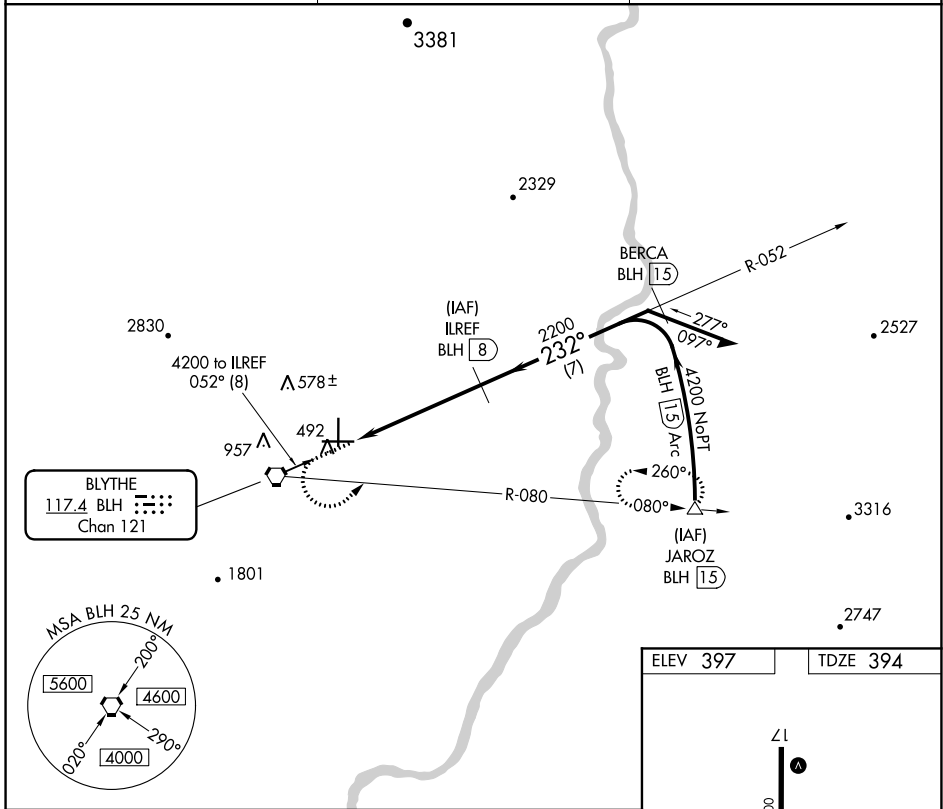 3381
2329
BERCA
BLH 15
R-052
277°
097°
(IAF)
ILREF
BLH 8
2200
232°
(7)
2830
2527
4200 to ILREF
052° (8)
578±
4200 NoPT
BLH 15 Arc
957
492
BLYTHE
117.4 BLH
Chan 121
R-080
260°
080°
3316
(IAF)
JAROZ
BLH 15
1801
2747
MSA BLH 25 NM
200°
5600
4600
020°
290°
4000
ELEV 397
TDZE 394
17
V